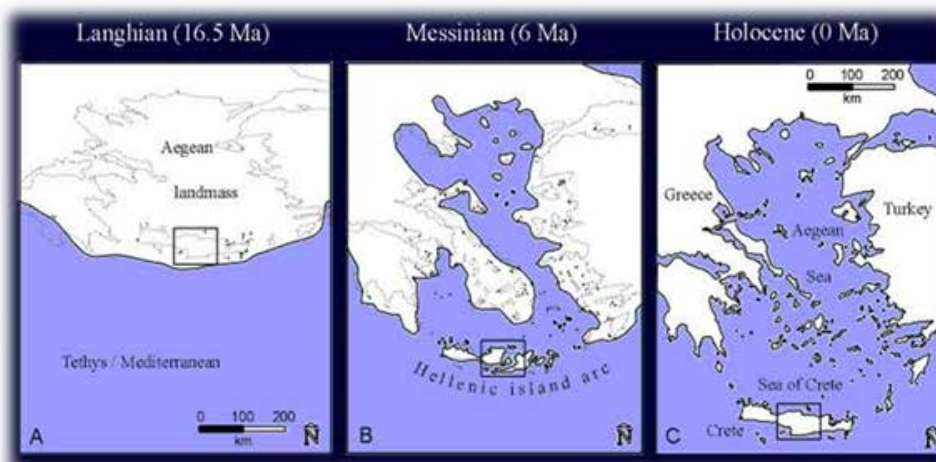 Langhian (16.5 Ma)
Aegean
landmass
Tethys / Mediterranean
0 100 200
km
A
N
Messinian (6 Ma)
Hellenic island arc
B
N
Holocene (0 Ma)
0 100 200
km
Greece
Turkey
Aegean
Sea
Sea of Crete
Crete
C
N